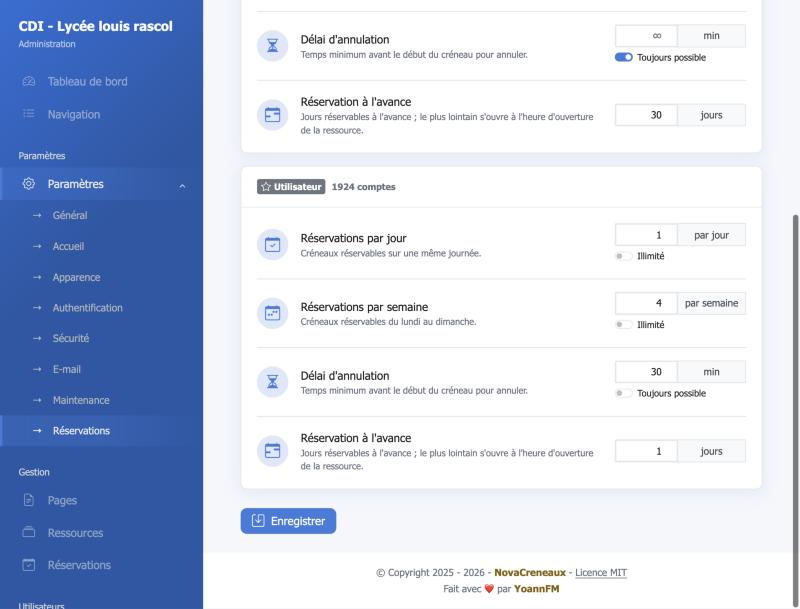 CDI - Lycée louis rascol
Administration
Tableau de bord
Navigation
Paramètres
Paramètres
Général
Accueil
Apparence
Authentification
Sécurité
E-mail
Maintenance
Réservations
Gestion
Pages
Ressources
Réservations
Utilisateurs
Délai d'annulation
Temps minimum avant le début du créneau pour annuler.
∞ min
Toujours possible
Réservation à l'avance
Jours réservables à l'avance ; le plus lointain s'ouvre à l'heure d'ouverture
de la ressource.
30 jours
Utilisateur 1924 comptes
Réservations par jour
Créneaux réservables sur une même journée.
1 par jour
Illimité
Réservations par semaine
Créneaux réservables du lundi au dimanche.
4 par semaine
Illimité
Délai d'annulation
Temps minimum avant le début du créneau pour annuler.
30 min
Toujours possible
Réservation à l'avance
Jours réservables à l'avance ; le plus lointain s'ouvre à l'heure d'ouverture
de la ressource.
1 jours
Enregistrer
© Copyright 2025 - 2026 - NovaCreneaux - Licence MIT
Fait avec ❤️ par YoannFM